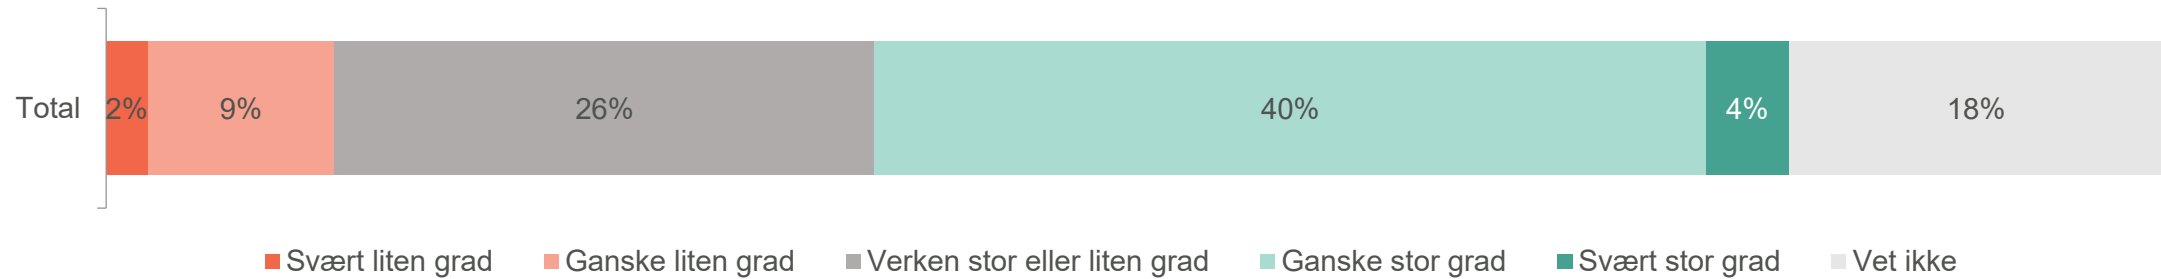 Total 2% 9% 26% 40% 4% 18%
Svært liten grad Ganske liten grad Verken stor eller liten grad Ganske stor grad Svært stor grad Vet ikke